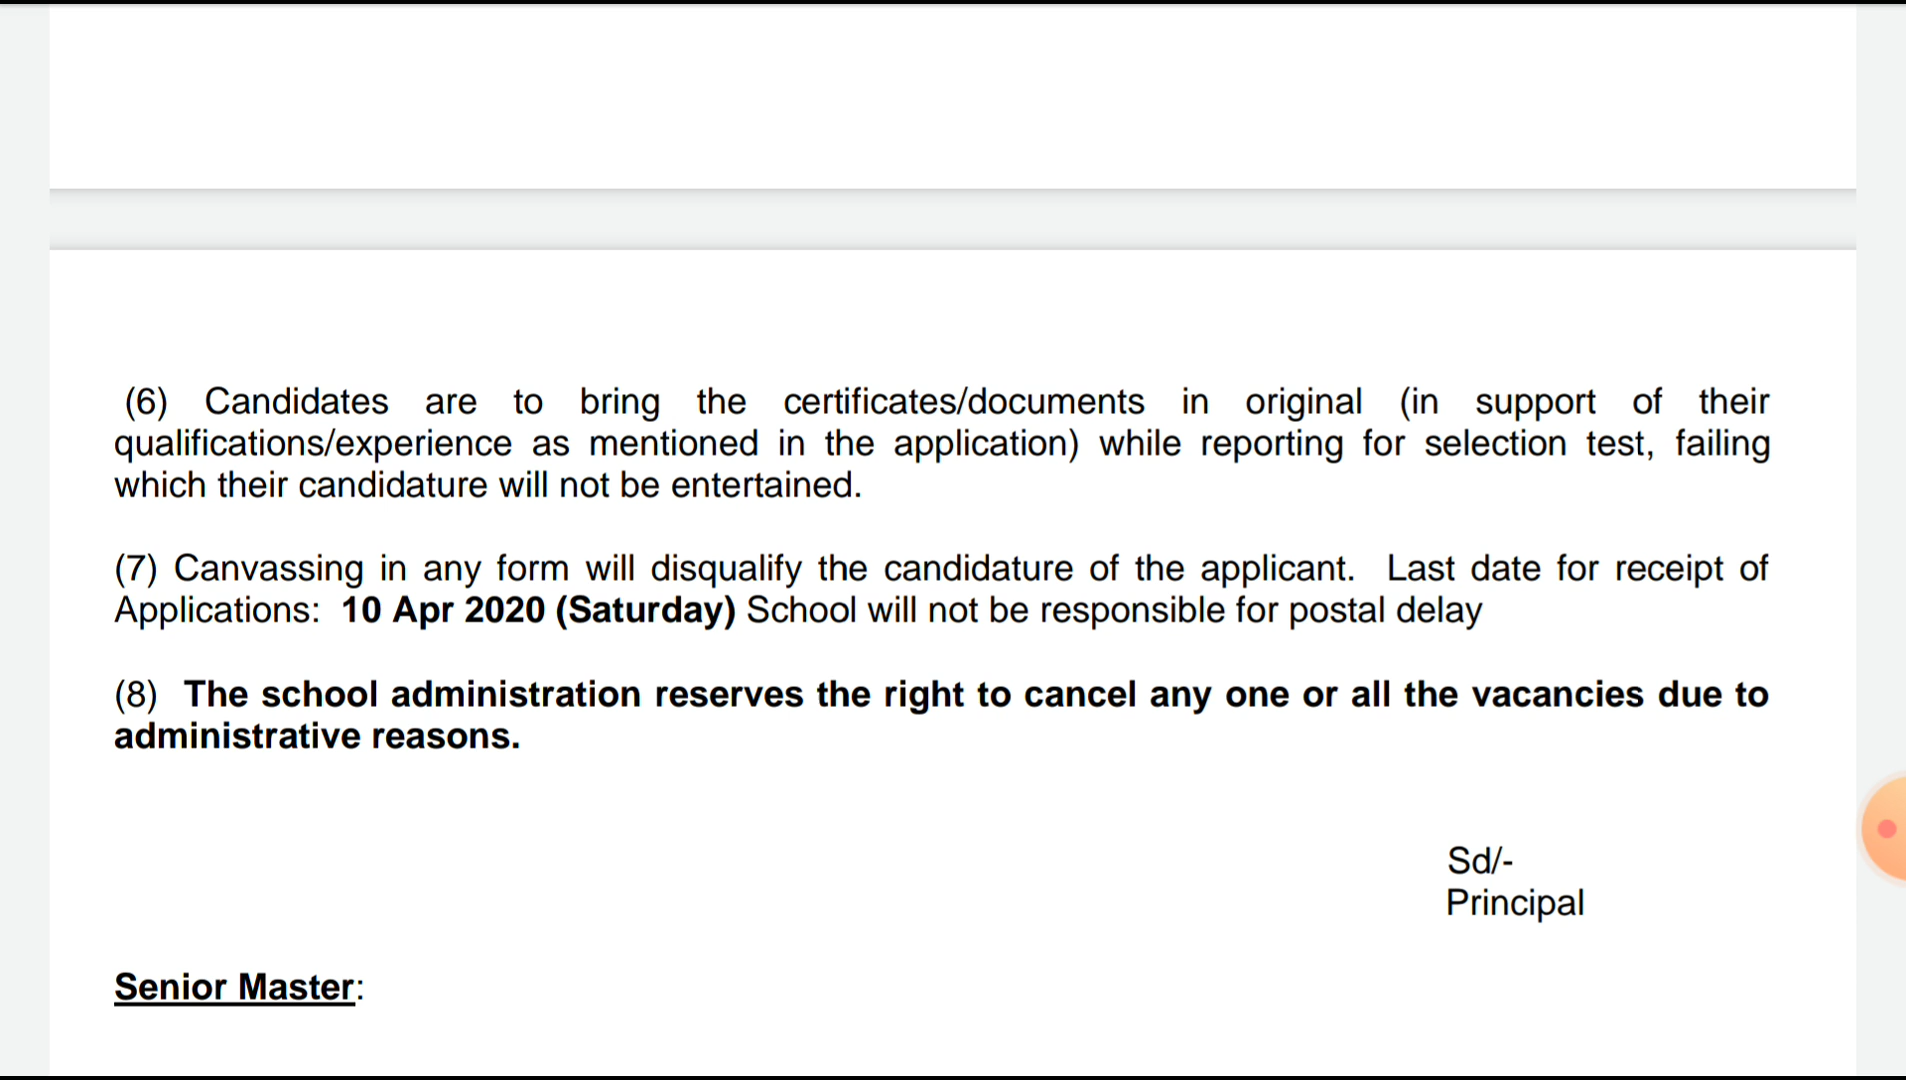 (6) Candidates are to bring the certificates/documents in original (in support of their
qualifications/experience as mentioned in the application) while reporting for selection test, failing
which their candidature will not be entertained.
(7) Canvassing in any form will disqualify the candidature of the applicant. Last date for receipt of
Applications: 10 Apr 2020 (Saturday) School will not be responsible for postal delay
(8) The school administration reserves the right to cancel any one or all the vacancies due to
administrative reasons.
Sd/-
Principal
Senior Master: